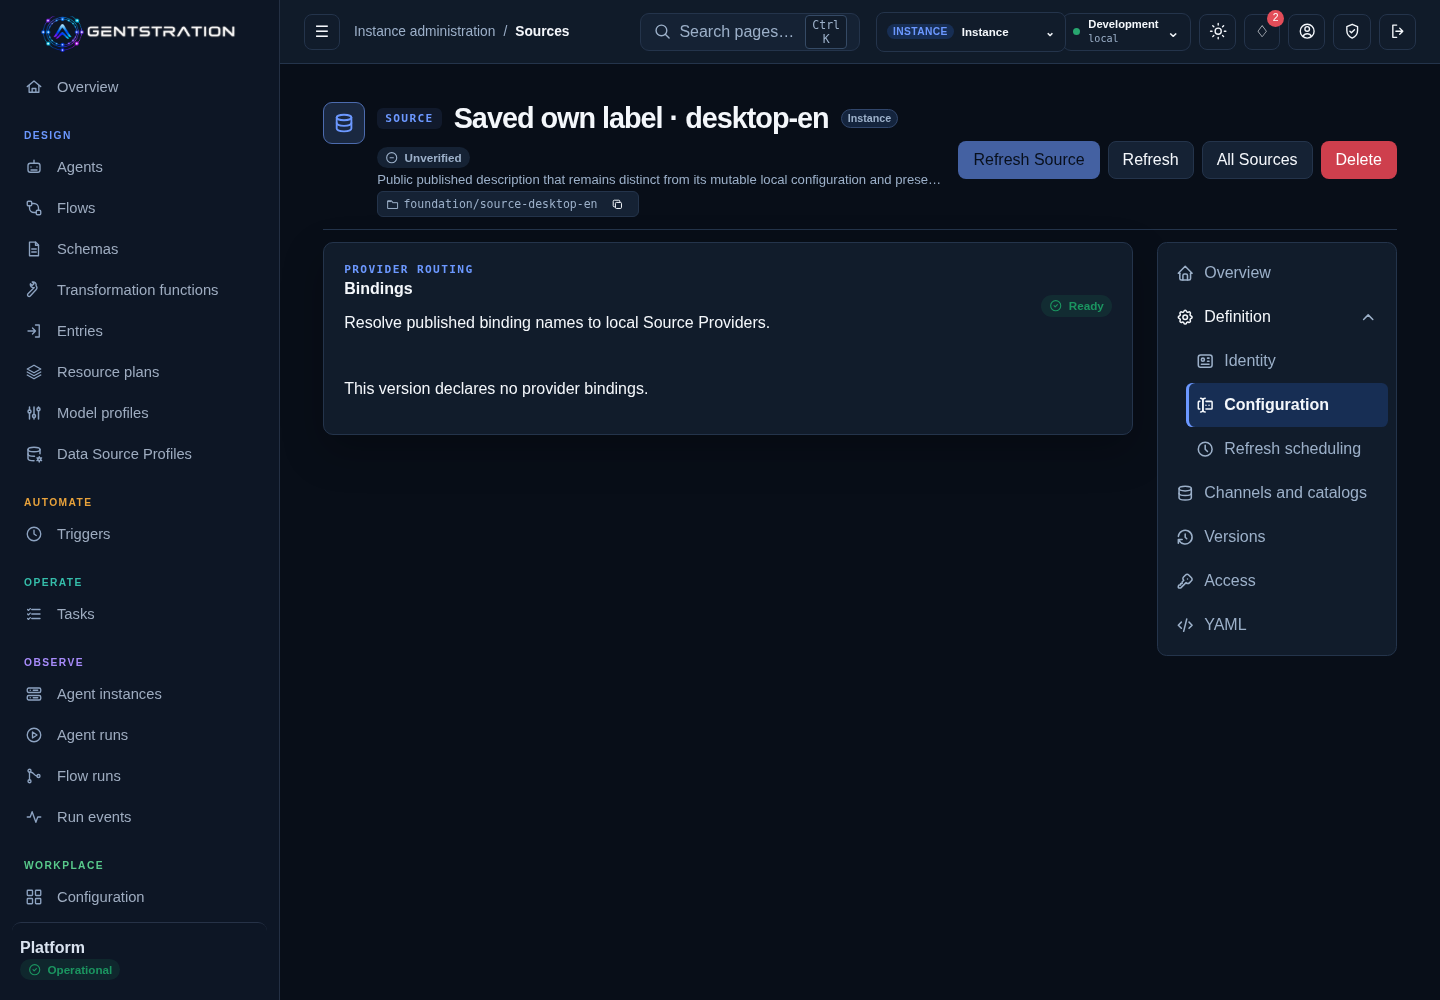 GENTSTRATION
Overview
DESIGN
Agents
Flows
Schemas
Transformation functions
Entries
Resource plans
Model profiles
Data Source Profiles
AUTOMATE
Triggers
OPERATE
Tasks
OBSERVE
Agent instances
Agent runs
Flow runs
Run events
WORKPLACE
Configuration
Platform
Operational
Instance administration / Sources
Search pages…
Ctrl K
INSTANCE Instance
Development
local
2
SOURCE Saved own label · desktop-en Instance
Unverified
Public published description that remains distinct from its mutable local configuration and prese…
foundation/source-desktop-en
Refresh Source
Refresh
All Sources
Delete
PROVIDER ROUTING
Bindings
Resolve published binding names to local Source Providers.
Ready
This version declares no provider bindings.
Overview
Definition
Identity
Configuration
Refresh scheduling
Channels and catalogs
Versions
Access
YAML